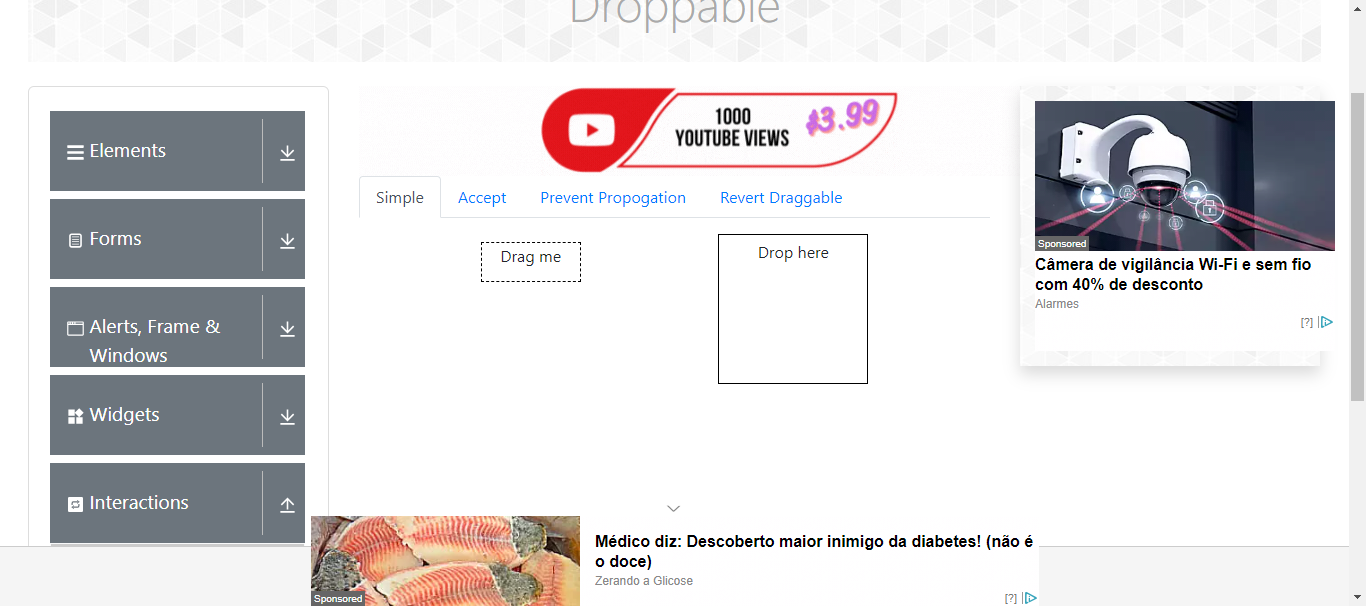 Droppable
Elements
Forms
Alerts, Frame &
Windows
Widgets
Interactions
1000
YOUTUBE VIEWS
$3.99
Simple
Accept
Prevent Propogation
Revert Draggable
Drag me
Drop here
Sponsored
Câmera de vigilância Wi-Fi e sem fio
com 40% de desconto
Alarmes
[?]
Médico diz: Descoberto maior inimigo da diabetes! (não é
o doce)
Zerando a Glicose
Sponsored
[?]